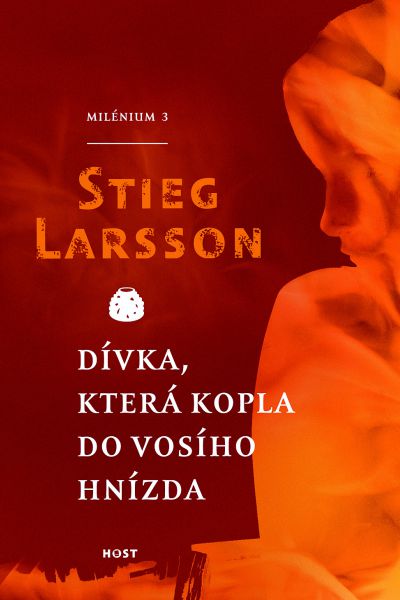 MILÉNIUM 3
STIEG
LARSSON
DÍVKA,
KTERÁ KOPLA
DO VOSÍHO
HNÍZDA
HOST